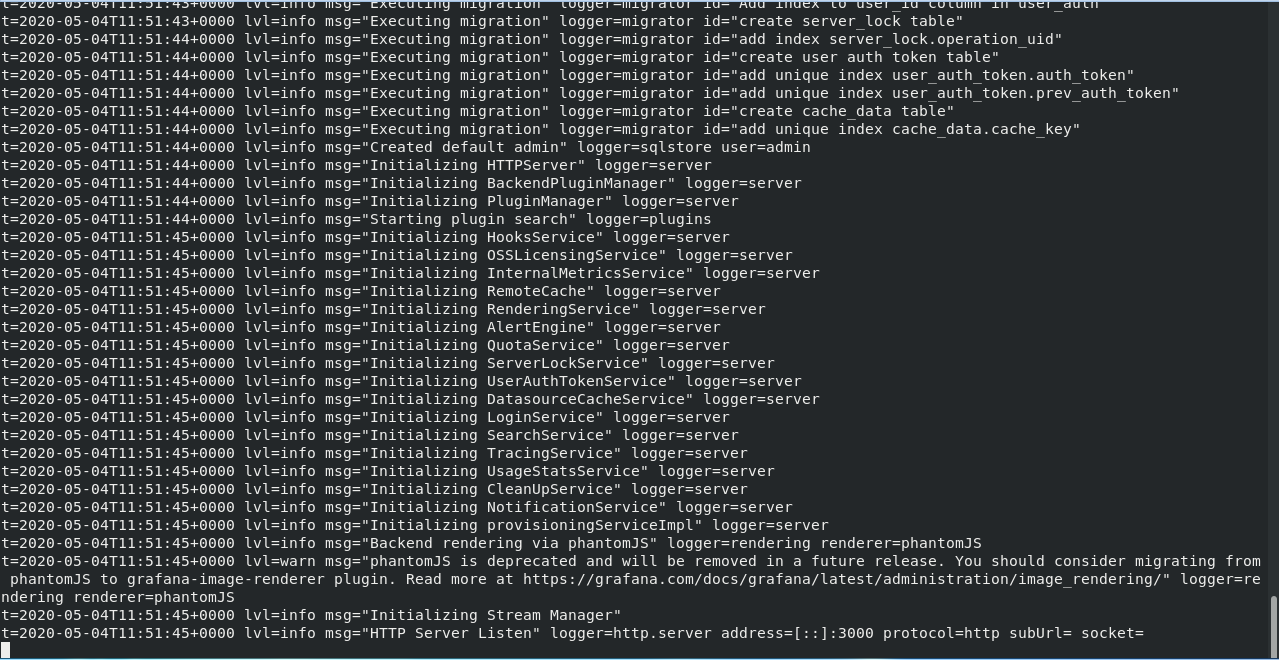 t=2020-05-04T11:51:43+0000 lvl=info msg="Executing migration" logger=migrator id="Add index to user_id column in user_auth"
t=2020-05-04T11:51:43+0000 lvl=info msg="Executing migration" logger=migrator id="create server_lock table"
t=2020-05-04T11:51:44+0000 lvl=info msg="Executing migration" logger=migrator id="add index server_lock.operation_uid"
t=2020-05-04T11:51:44+0000 lvl=info msg="Executing migration" logger=migrator id="create user auth token table"
t=2020-05-04T11:51:44+0000 lvl=info msg="Executing migration" logger=migrator id="add unique index user_auth_token.auth_token"
t=2020-05-04T11:51:44+0000 lvl=info msg="Executing migration" logger=migrator id="add unique index user_auth_token.prev_auth_token"
t=2020-05-04T11:51:44+0000 lvl=info msg="Executing migration" logger=migrator id="create cache_data table"
t=2020-05-04T11:51:44+0000 lvl=info msg="Executing migration" logger=migrator id="add unique index cache_data.cache_key"
t=2020-05-04T11:51:44+0000 lvl=info msg="Created default admin" logger=sqlstore user=admin
t=2020-05-04T11:51:44+0000 lvl=info msg="Initializing HTTPServer" logger=server
t=2020-05-04T11:51:44+0000 lvl=info msg="Initializing BackendPluginManager" logger=server
t=2020-05-04T11:51:44+0000 lvl=info msg="Initializing PluginManager" logger=server
t=2020-05-04T11:51:44+0000 lvl=info msg="Starting plugin search" logger=plugins
t=2020-05-04T11:51:45+0000 lvl=info msg="Initializing HooksService" logger=server
t=2020-05-04T11:51:45+0000 lvl=info msg="Initializing OSSLicensingService" logger=server
t=2020-05-04T11:51:45+0000 lvl=info msg="Initializing InternalMetricsService" logger=server
t=2020-05-04T11:51:45+0000 lvl=info msg="Initializing RemoteCache" logger=server
t=2020-05-04T11:51:45+0000 lvl=info msg="Initializing RenderingService" logger=server
t=2020-05-04T11:51:45+0000 lvl=info msg="Initializing AlertEngine" logger=server
t=2020-05-04T11:51:45+0000 lvl=info msg="Initializing QuotaService" logger=server
t=2020-05-04T11:51:45+0000 lvl=info msg="Initializing ServerLockService" logger=server
t=2020-05-04T11:51:45+0000 lvl=info msg="Initializing UserAuthTokenService" logger=server
t=2020-05-04T11:51:45+0000 lvl=info msg="Initializing DatasourceCacheService" logger=server
t=2020-05-04T11:51:45+0000 lvl=info msg="Initializing LoginService" logger=server
t=2020-05-04T11:51:45+0000 lvl=info msg="Initializing SearchService" logger=server
t=2020-05-04T11:51:45+0000 lvl=info msg="Initializing TracingService" logger=server
t=2020-05-04T11:51:45+0000 lvl=info msg="Initializing UsageStatsService" logger=server
t=2020-05-04T11:51:45+0000 lvl=info msg="Initializing CleanUpService" logger=server
t=2020-05-04T11:51:45+0000 lvl=info msg="Initializing NotificationService" logger=server
t=2020-05-04T11:51:45+0000 lvl=info msg="Initializing provisioningServiceImpl" logger=server
t=2020-05-04T11:51:45+0000 lvl=info msg="Backend rendering via phantomJS" logger=rendering renderer=phantomJS
t=2020-05-04T11:51:45+0000 lvl=warn msg="phantomJS is deprecated and will be removed in a future release. You should consider migrating from
phantomJS to grafana-image-renderer plugin. Read more at https://grafana.com/docs/grafana/latest/administration/image_rendering/" logger=re
ndering renderer=phantomJS
t=2020-05-04T11:51:45+0000 lvl=info msg="Initializing Stream Manager"
t=2020-05-04T11:51:45+0000 lvl=info msg="HTTP Server Listen" logger=http.server address=[::]:3000 protocol=http subUrl= socket=